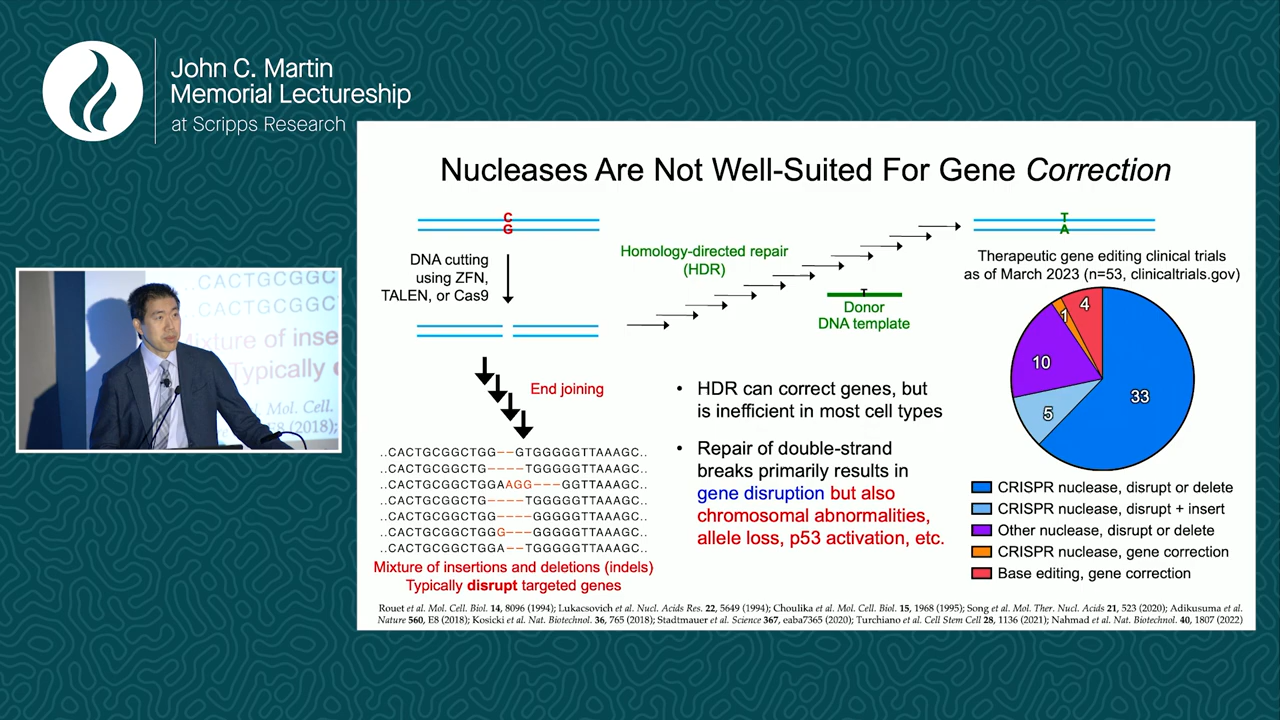 John C. Martin
Memorial Lectureship
at Scripps Research
Nucleases Are Not Well-Suited For Gene Correction
C
G
DNA cutting
using ZFN,
TALEN, or Cas9
Homology-directed repair
(HDR)
T
Donor
DNA template
T
A
Therapeutic gene editing clinical trials
as of March 2023 (n=53, clinicaltrials.gov)
4
1
10
5
33
End joining
• HDR can correct genes, but
is inefficient in most cell types
• Repair of double-strand
breaks primarily results in
gene disruption but also
chromosomal abnormalities,
allele loss, p53 activation, etc.
..CACTGCGGCTGG--GTGGGGGTTAAAGC..
..CACTGCGGCTG----TGGGGGTTAAAGC..
..CACTGCGGCTGGAAGG---GGTTAAAGC..
..CACTGCGGCTG----TGGGGGTTAAAGC..
..CACTGCGGCTGG----GGGGGTTAAAGC..
..CACTGCGGCTGGG---GGGGGTTAAAGC..
..CACTGCGGCTGGA--TGGGGGTTAAAGC..
Mixture of insertions and deletions (indels)
Typically disrupt targeted genes
CRISPR nuclease, disrupt or delete
CRISPR nuclease, disrupt + insert
Other nuclease, disrupt or delete
CRISPR nuclease, gene correction
Base editing, gene correction
Rouet et al. Mol. Cell. Biol. 14, 8096 (1994); Lukacsovich et al. Nucl. Acids Res. 22, 5649 (1994); Choulika et al. Mol. Cell. Biol. 15, 1968 (1995); Song et al. Mol. Ther. Nucl. Acids 21, 523 (2020); Adikusuma et al.
Nature 560, E8 (2018); Kosicki et al. Nat. Biotechnol. 36, 765 (2018); Stadtmauer et al. Science 367, eaba7365 (2020); Turchiano et al. Cell Stem Cell 28, 1136 (2021); Nahmad et al. Nat. Biotechnol. 40, 1807 (2022)
..CACTGCGGC
CACTGCGGC
Mixture of inse
Typically
Mol. Cell.
E8 (2018);